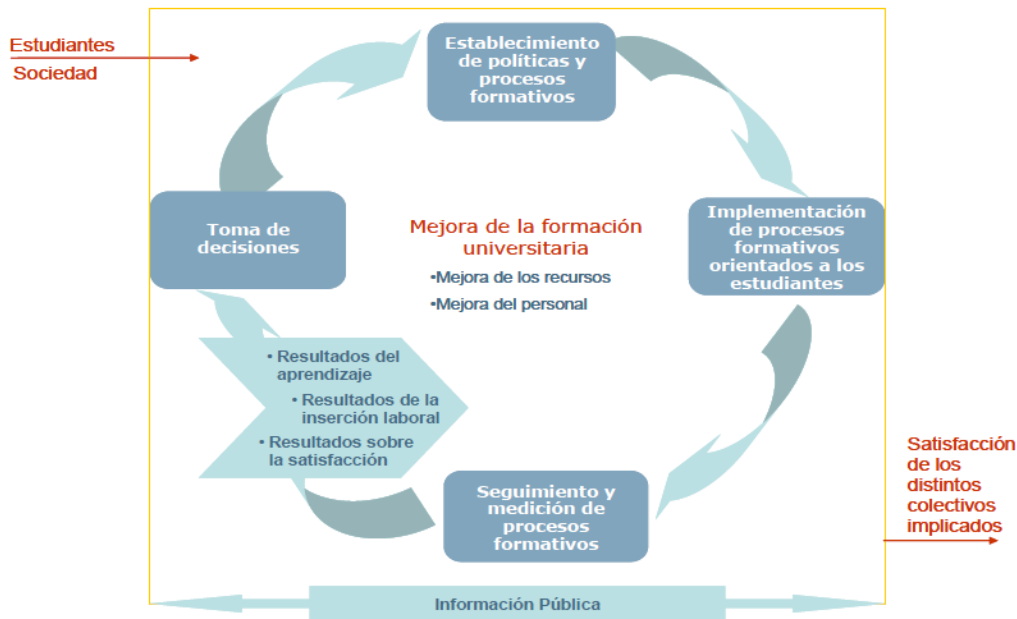 Estudiantes
Sociedad
Establecimiento
de políticas y
procesos
formativos
Toma de
decisiones
Mejora de la formación
universitaria
•Mejora de los recursos
•Mejora del personal
Implementación
de procesos
formativos
orientados a los
estudiantes
• Resultados del
aprendizaje
• Resultados de la
inserción laboral
• Resultados sobre
la satisfacción
Seguimiento y
medición de
procesos
formativos
Satisfacción
de los
distintos
colectivos
implicados
Información Pública